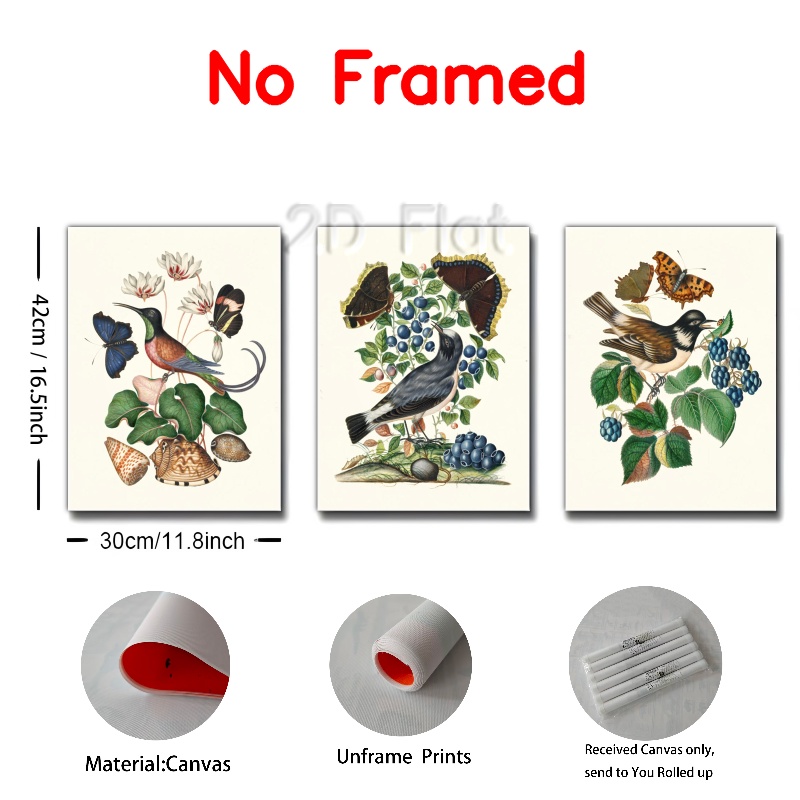 No Framed
2D Flat
42cm / 16.5inch
30cm/11.8inch
Material:Canvas
Unframe Prints
Received Canvas only,
send to You Rolled up